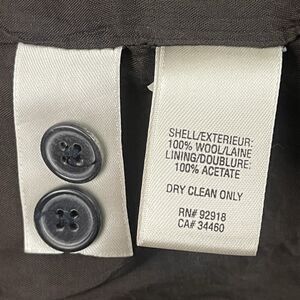 SHELL/EXTERIEUR:
100% WOOL/LAINE
LINING/DOUBLURE:
100% ACETATE
DRY CLEAN ONLY
RN# 92918
CA# 34460